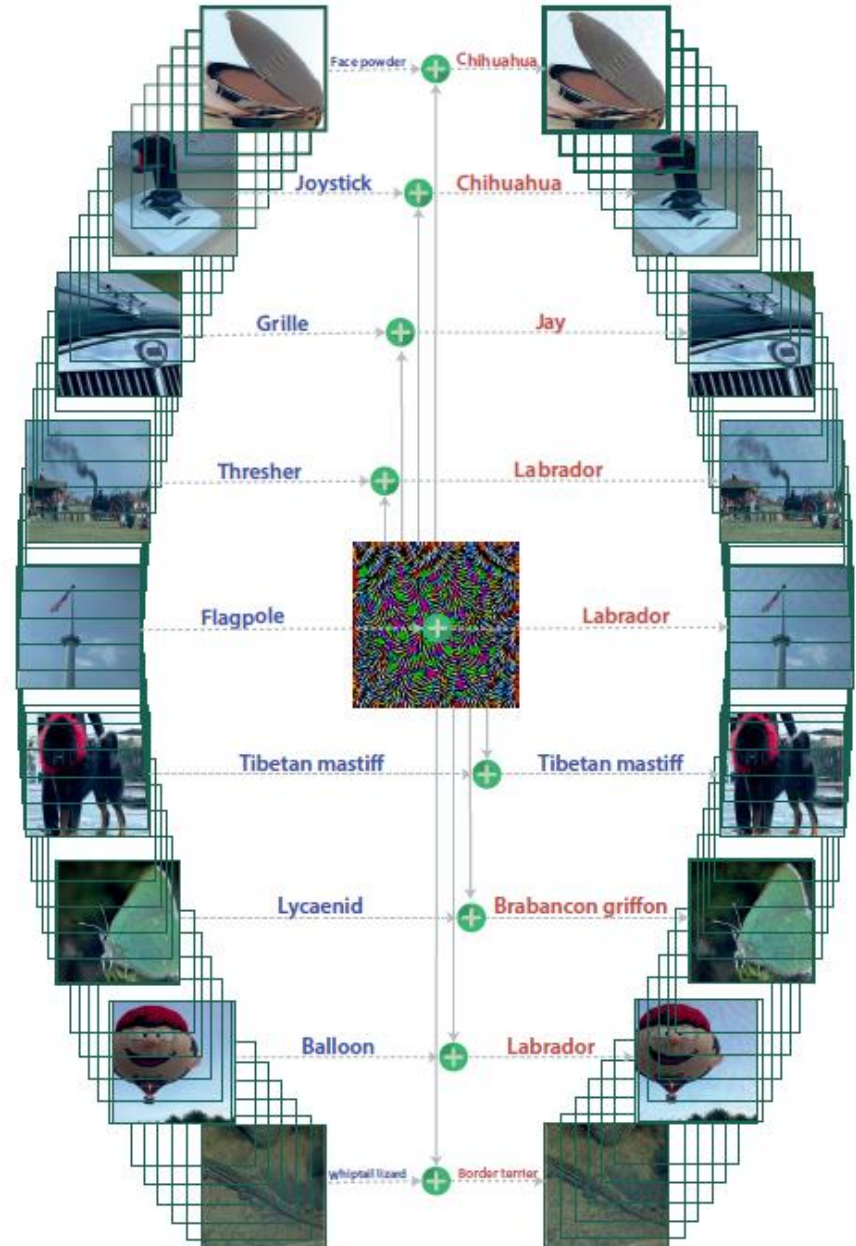 Face powder Chihuahua
Joystick Chihuahua
Grille Jay
Thresher Labrador
Flagpole Labrador
Tibetan mastiff Tibetan mastiff
Lycaenid Brabancon griffon
Balloon Labrador
Whiptail lizard Border terrier